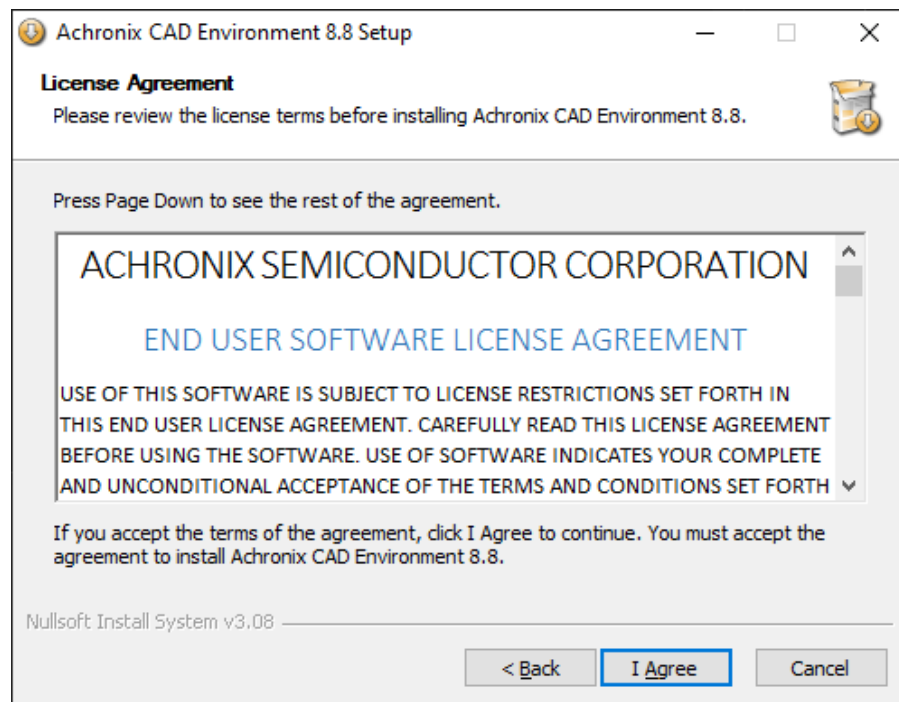 Achronix CAD Environment 8.8 Setup
License Agreement
Please review the license terms before installing Achronix CAD Environment 8.8.
Press Page Down to see the rest of the agreement.
ACHRONIX SEMICONDUCTOR CORPORATION
END USER SOFTWARE LICENSE AGREEMENT
USE OF THIS SOFTWARE IS SUBJECT TO LICENSE RESTRICTIONS SET FORTH IN
THIS END USER LICENSE AGREEMENT. CAREFULLY READ THIS LICENSE AGREEMENT
BEFORE USING THE SOFTWARE. USE OF SOFTWARE INDICATES YOUR COMPLETE
AND UNCONDITIONAL ACCEPTANCE OF THE TERMS AND CONDITIONS SET FORTH
If you accept the terms of the agreement, click I Agree to continue. You must accept the
agreement to install Achronix CAD Environment 8.8.
Nullsoft Install System v3.08
< Back
I Agree
Cancel